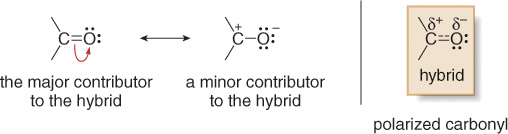 C=O
C–O
+
−
the major contributor
to the hybrid
a minor contributor
to the hybrid
δ+ δ−
C=O
hybrid
polarized carbonyl